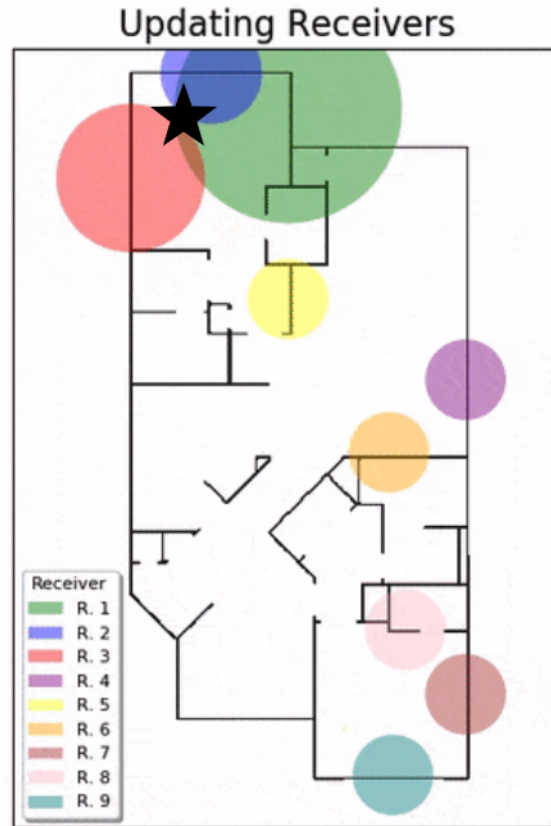 Updating Receivers
Receiver
R. 1
R. 2
R. 3
R. 4
R. 5
R. 6
R. 7
R. 8
R. 9